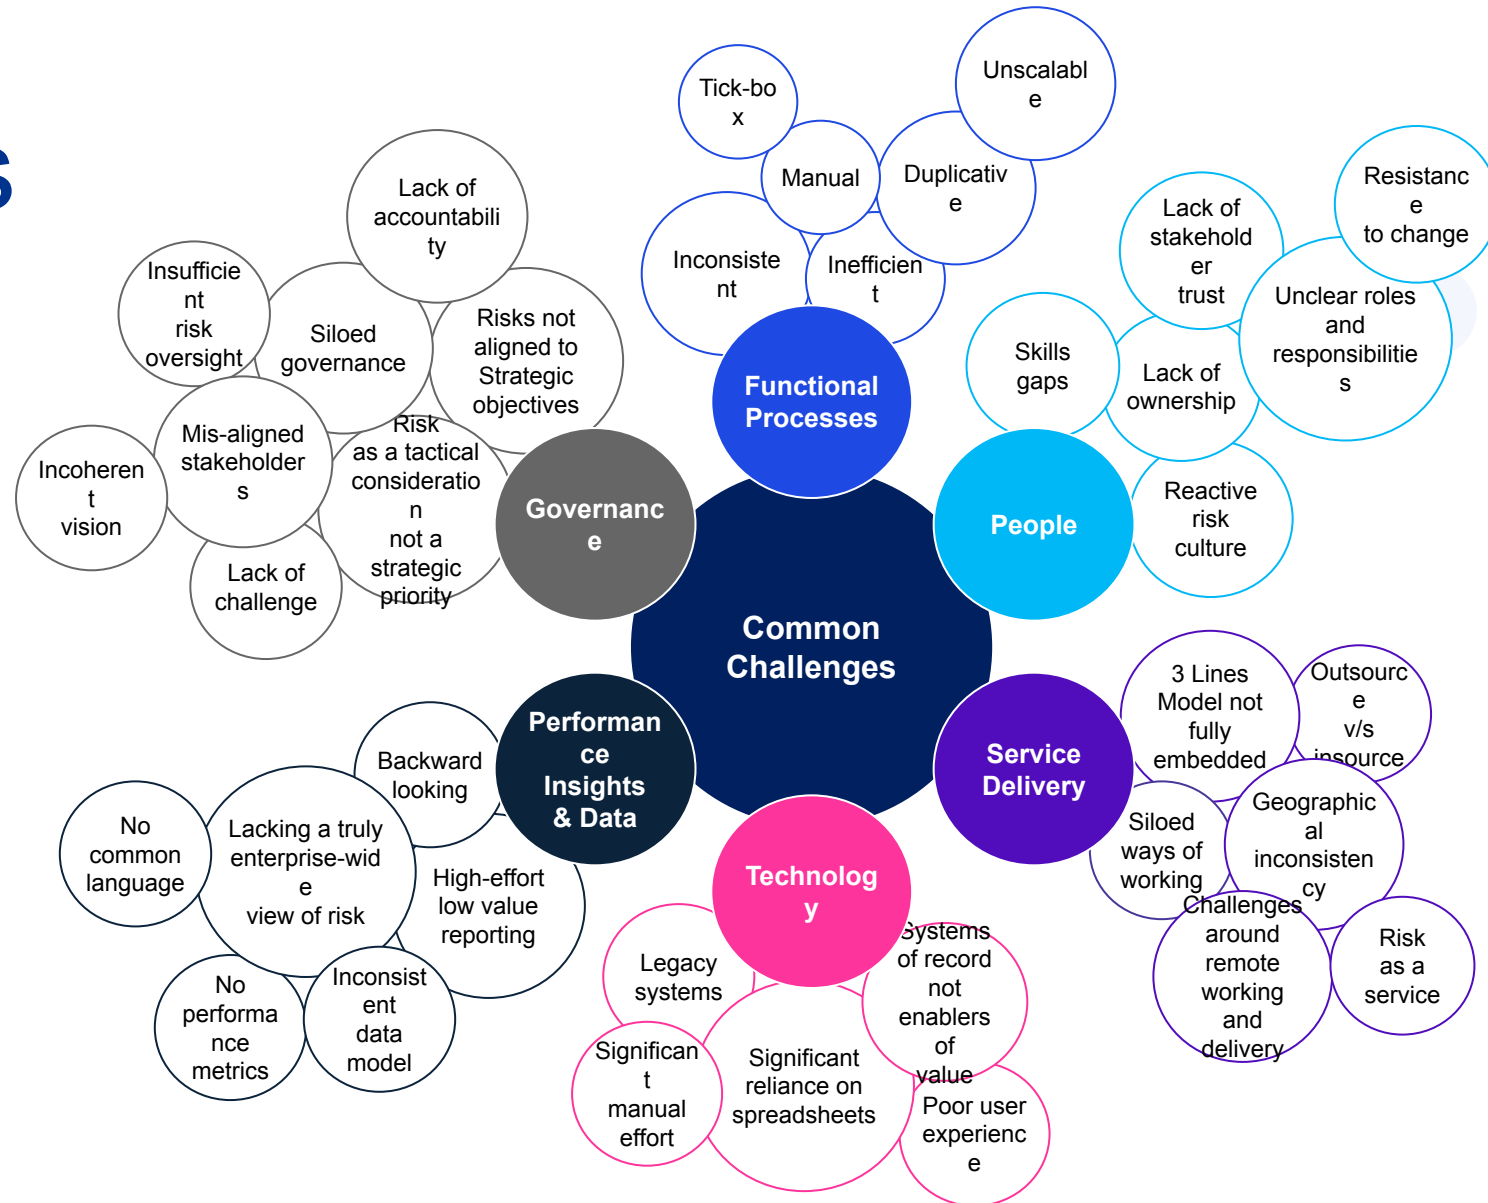 s
Tick-bo
x
Unscalabl
e
Manual
Duplicativ
e
Inconsiste
nt
Inefficien
t
Functional
Processes
Lack of
accountabili
ty
Insufficie
nt
risk
oversight
Siloed
governance
Risks not
aligned to
Strategic
objectives
Mis-aligned
stakeholder
s
Risk
as a tactical
consideratio
n
not a
strategic
priority
Incoheren
t
vision
Lack of
challenge
Governanc
e
Resistanc
e
to change
Lack of
stakehold
er
trust
Unclear roles
and
responsibilitie
s
Skills
gaps
Lack of
ownership
Reactive
risk
culture
People
Common
Challenges
Performan
ce
Insights
& Data
Backward
looking
No
common
language
Lacking a truly
enterprise-wid
e
view of risk
High-effort
low value
reporting
No
performa
nce
metrics
Inconsist
ent
data
model
Service
Delivery
3 Lines
Model not
fully
embedded
Outsourc
e
v/s
insource
Siloed
ways of
working
Geographic
al
inconsisten
cy
Challenges
around
remote
working
and
delivery
Risk
as a
service
Technolog
y
Legacy
systems
Systems
of record
not
enablers
of
value
Significan
t
manual
effort
Significant
reliance on
spreadsheets
Poor user
experienc
e